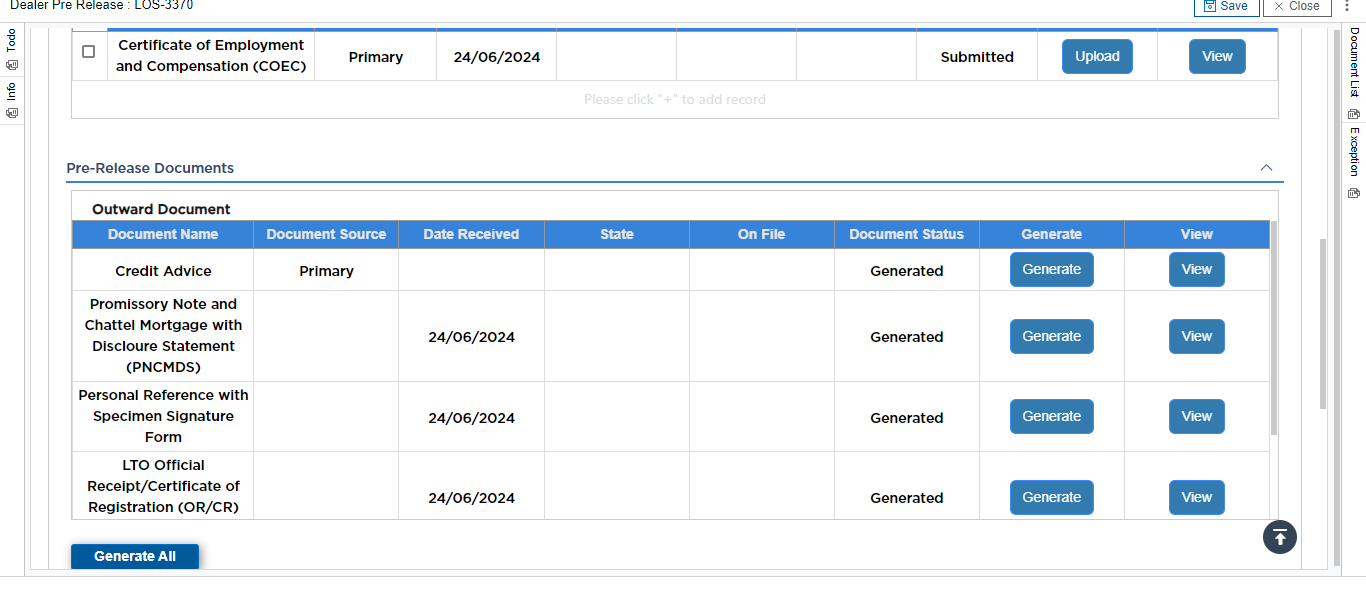 Dealer Pre Release : LOS-3370
Save
Close
Todo
Info
Document List
Exception
Certificate of Employment
and Compensation (COEC)
Primary
24/06/2024
Submitted
Upload
View
Please click "+" to add record
Pre-Release Documents
Outward Document
Document Name
Document Source
Date Received
State
On File
Document Status
Generate
View
Credit Advice
Primary
Generated
Generate
View
Promissory Note and
Chattel Mortgage with
Discloure Statement
(PNCMDS)
24/06/2024
Generated
Generate
View
Personal Reference with
Specimen Signature
Form
24/06/2024
Generated
Generate
View
LTO Official
Receipt/Certificate of
Registration (OR/CR)
24/06/2024
Generated
Generate
View
Generate All